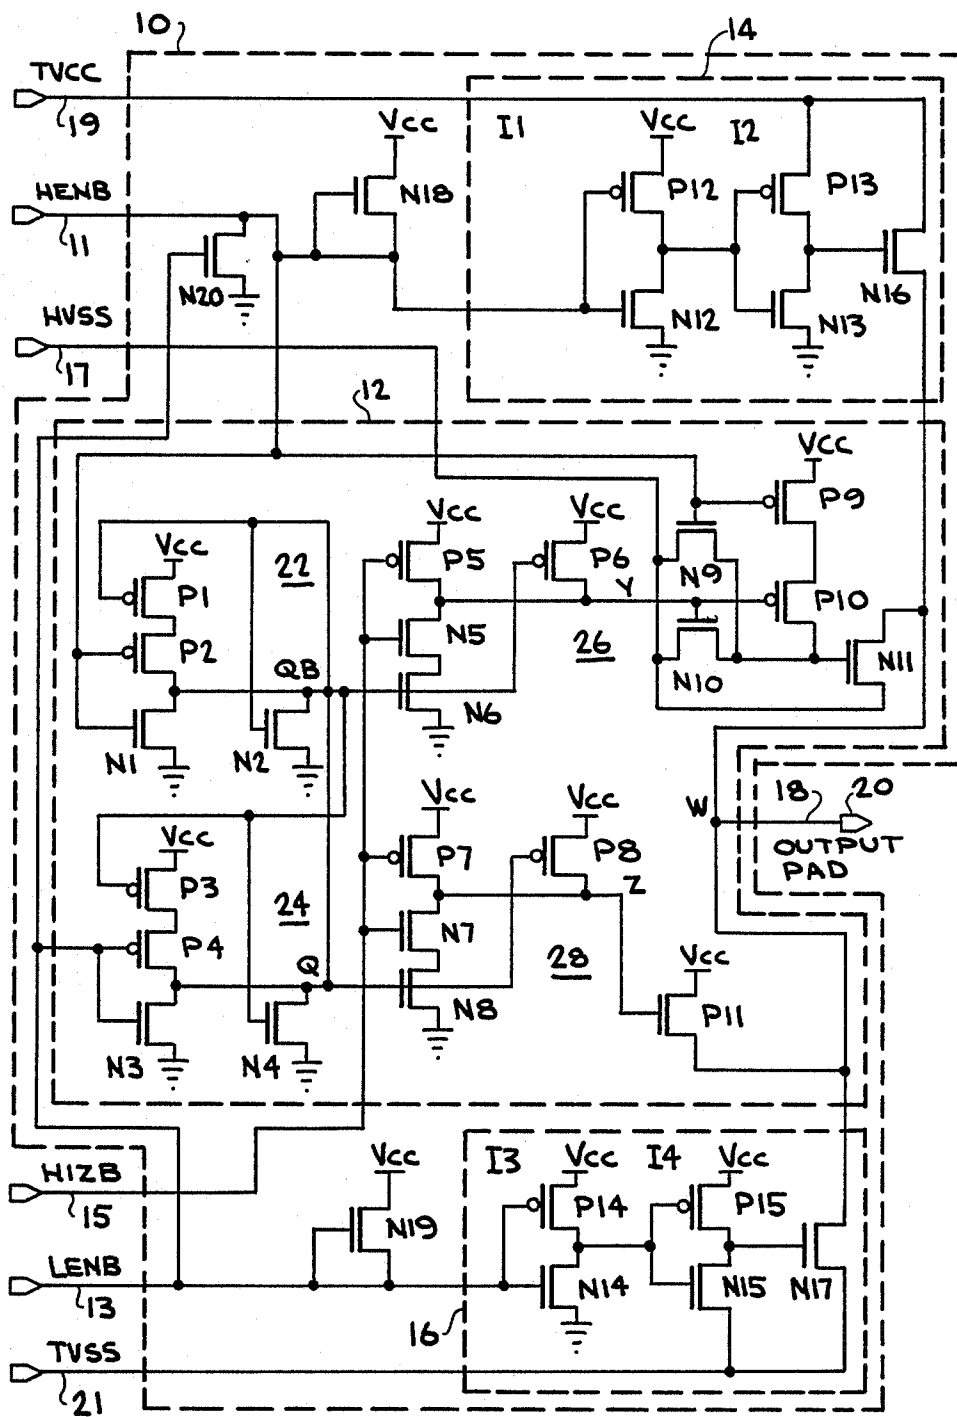 10
14
TVCC
19
I1
VCC
I2
VCC
HENB
11
N18
P12
P13
N20
N16
HVSS
17
N12
N13
12
VCC
P9
VCC
VCC
VCC
22
P5
P6
P1
Y
N9
P10
P2
N5
26
N11
QB
N10
N6
N1
N2
VCC
VCC
18
20
W
VCC
P7
P8
OUTPUT
PAD
P3
Z
24
P4
N7
28
VCC
Q
N8
P11
N3
N4
HIZB
15
VCC
I3
VCC
I4
VCC
P14
P15
N19
LENB
13
N14
N15
N17
16
TVSS
21